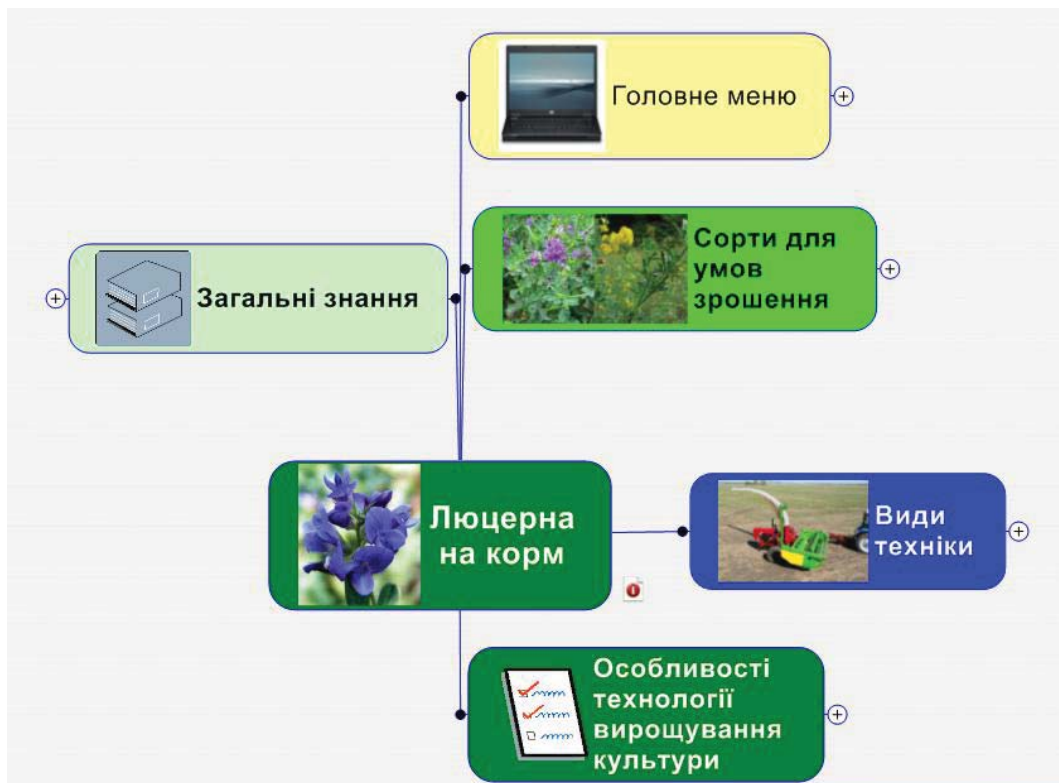 Головне меню
Сорти для
умов
зрошення
Загальні знання
Люцерна
на корм
Види
техніки
Особливості
технології
вирощування
культури